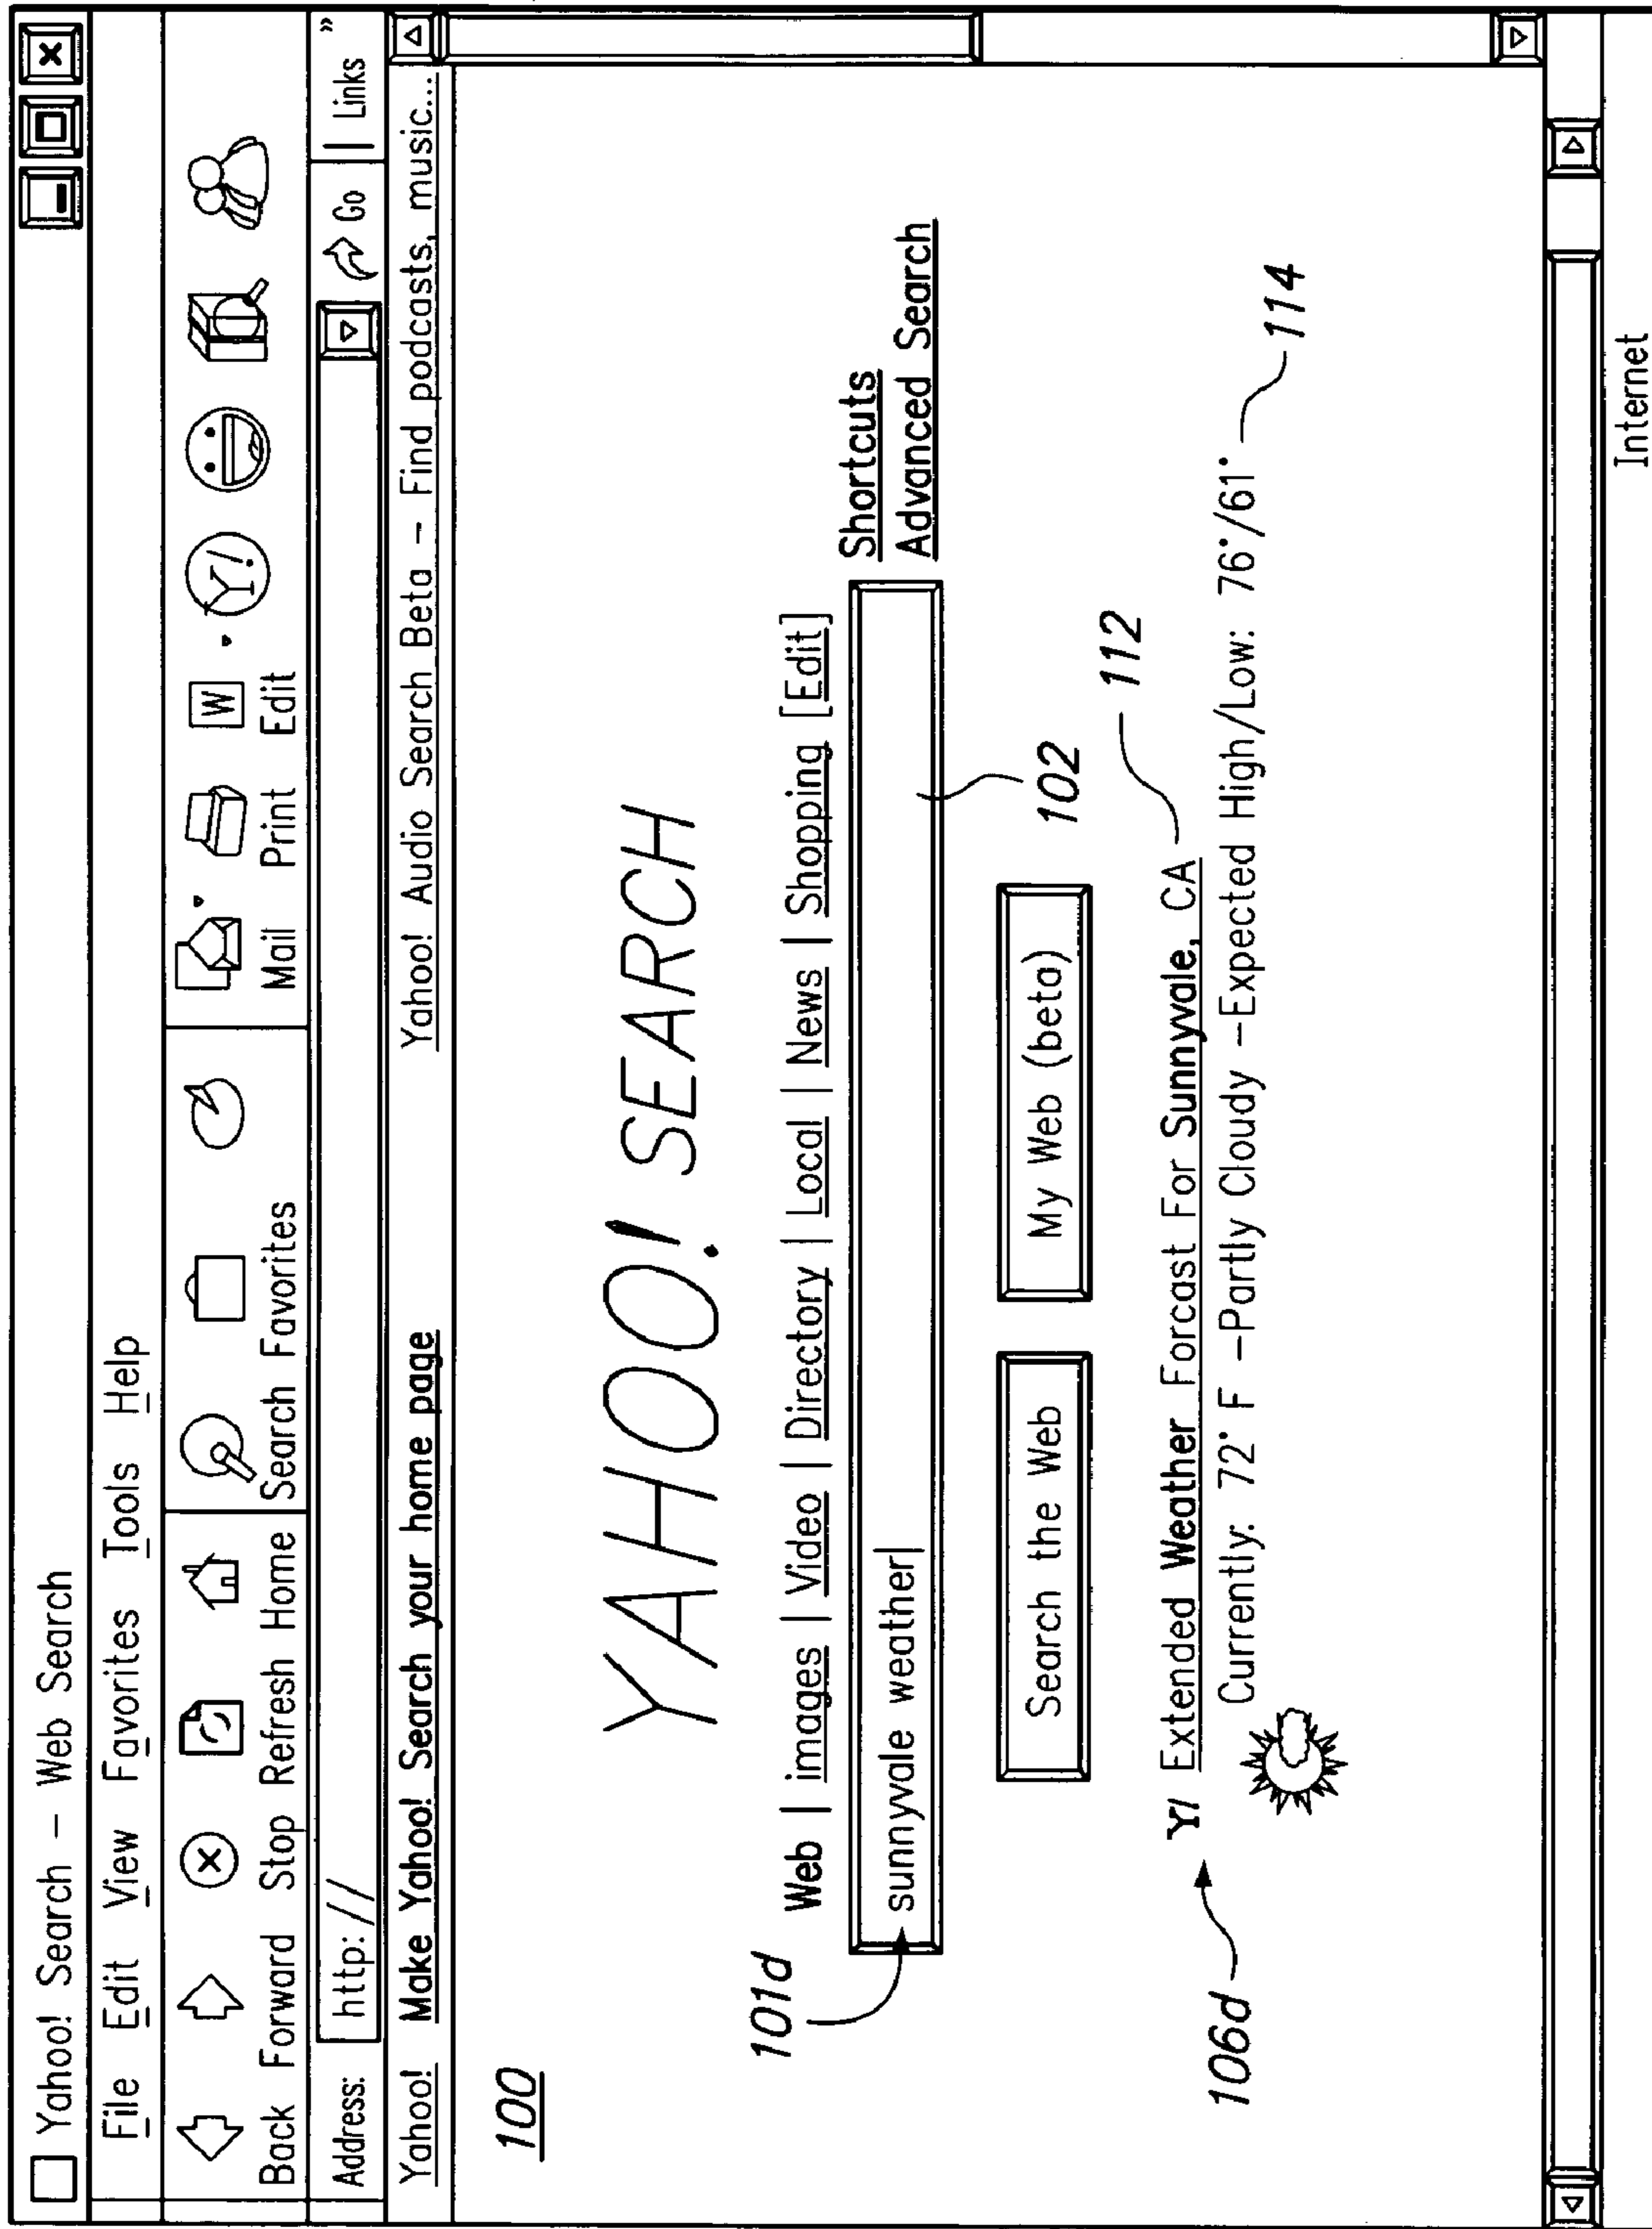 Yahoo! Search – Web Search
File Edit View Favorites Tools Help
Back Forward Stop Refresh Home Search Favorites Mail Print Edit
W Y!
Address: http: // Go Links »
Yahoo! Make Yahoo! Search your home page Yahoo! Audio Search Beta – Find podcasts, music...
100
YAHOO! SEARCH
Web | images | Video | Directory | Local | News | Shopping [Edit]
101d
sunnyvale weather|
Shortcuts
Advanced Search
102
Search the Web My Web (beta)
112
106d
Y! Extended Weather Forcast For Sunnyvale, CA
Currently: 72° F –Partly Cloudy –Expected High/Low: 76°/61°
114
Internet